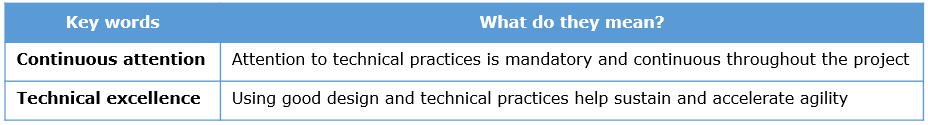 Key words What do they mean?
Continuous attention Attention to technical practices is mandatory and continuous throughout the project
Technical excellence Using good design and technical practices help sustain and accelerate agility